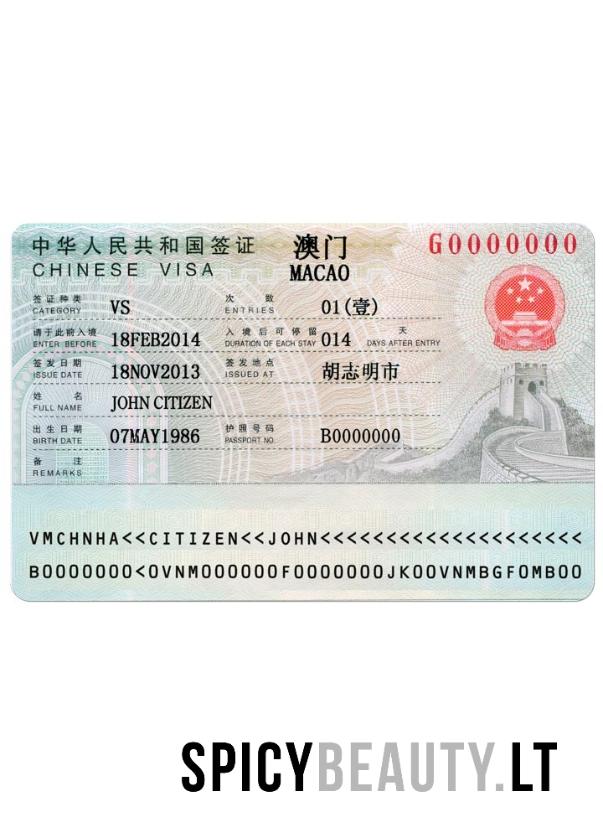 中华人民共和国签证 澳门 G0000000
CHINESE VISA MACAO
签证种类 次数
CATEGORY VS ENTRIES 01(壹)
请于此前入境 入境后可停留 天
ENTER BEFORE 18FEB2014 DURATION OF EACH STAY 014 DAYS AFTER ENTRY
签发日期 签发地点
ISSUE DATE 18NOV2013 ISSUED AT 胡志明市
姓名
FULL NAME JOHN CITIZEN
出生日期 护照号码
BIRTH DATE 07MAY1986 PASSPORT NO. B0000000
备注
REMARKS
VMCHNHA<<CITIZEN<<JOHN<<<<<<<<<<<<<<<<<<<<<<
B0000000<0VNM000000F0000000JK00VNMBGF0MB00
SPICYBEAUTY.LT